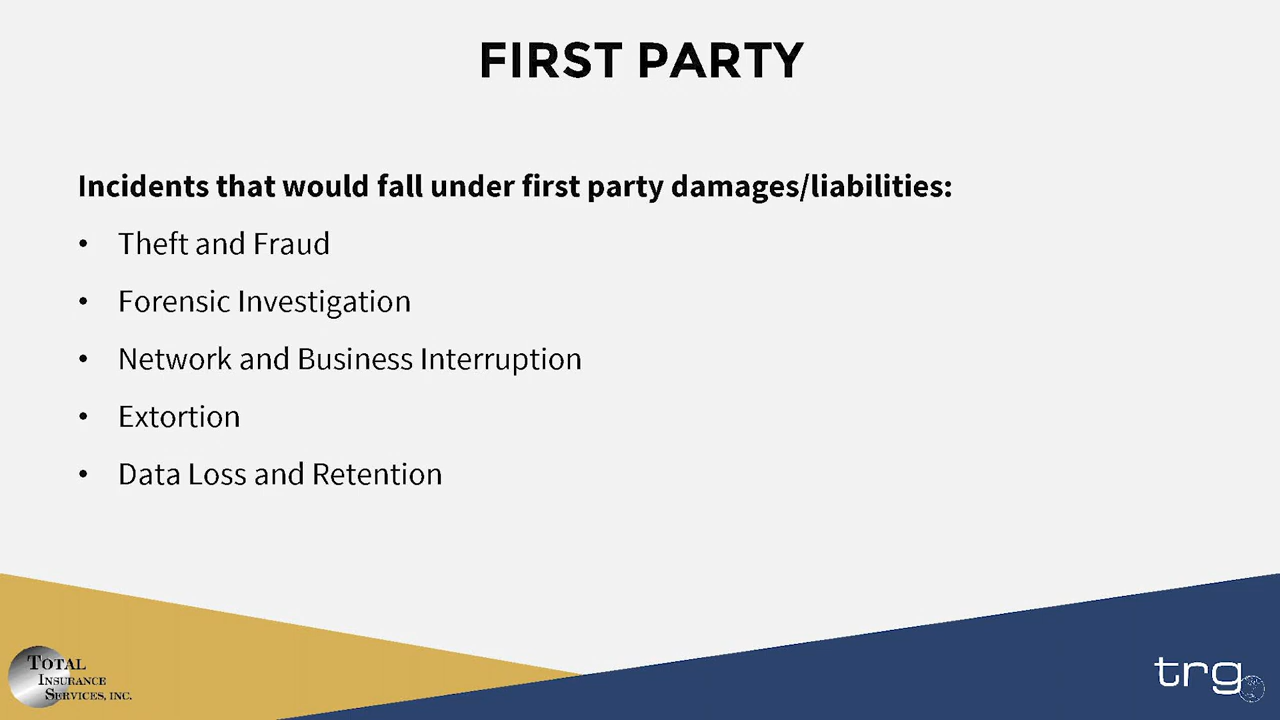 FIRST PARTY
Incidents that would fall under first party damages/liabilities:
• Theft and Fraud
• Forensic Investigation
• Network and Business Interruption
• Extortion
• Data Loss and Retention
TOTAL
INSURANCE
SERVICES, INC.
trg